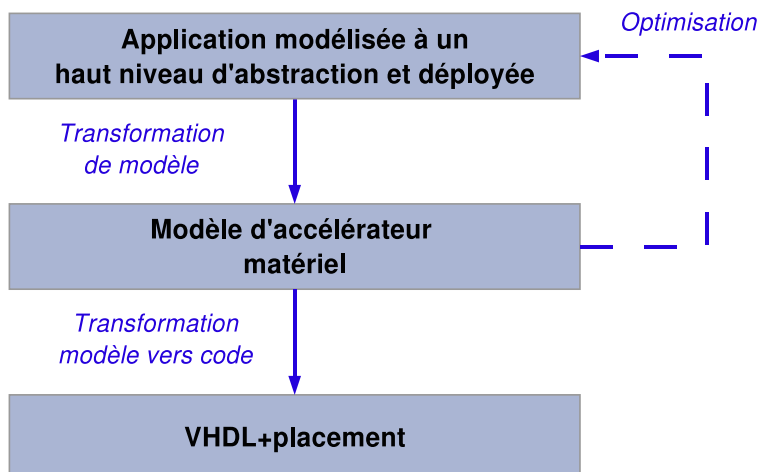 Optimisation
Application modélisée à un
haut niveau d'abstraction et déployée
Transformation
de modèle
Modèle d'accélérateur
matériel
Transformation
modèle vers code
VHDL+placement